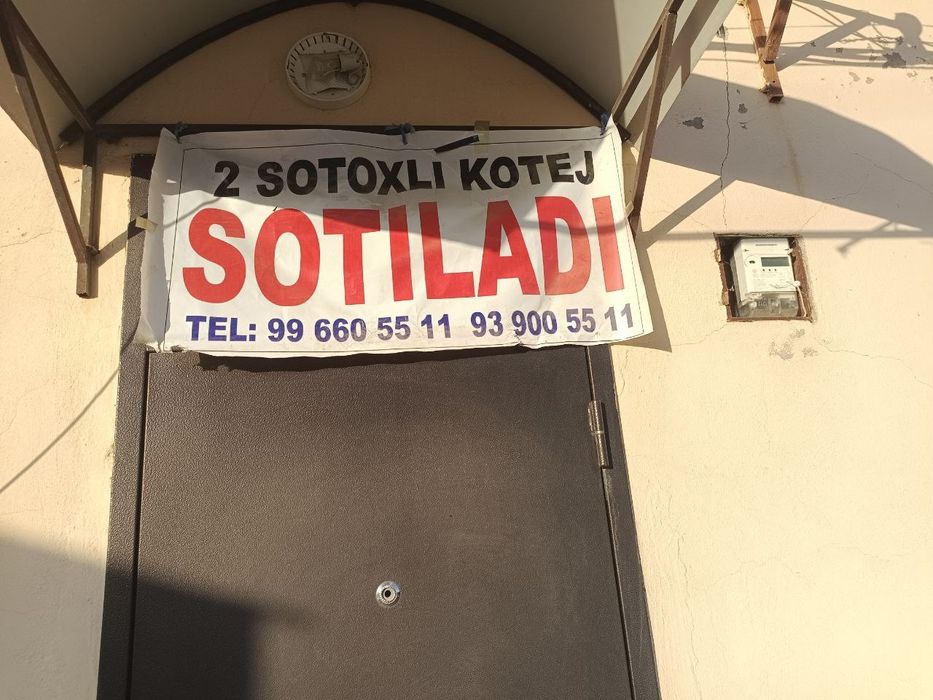 2 SOTOXLI KOTEJ
SOTILADI
TEL: 99 660 55 11 93 900 55 11